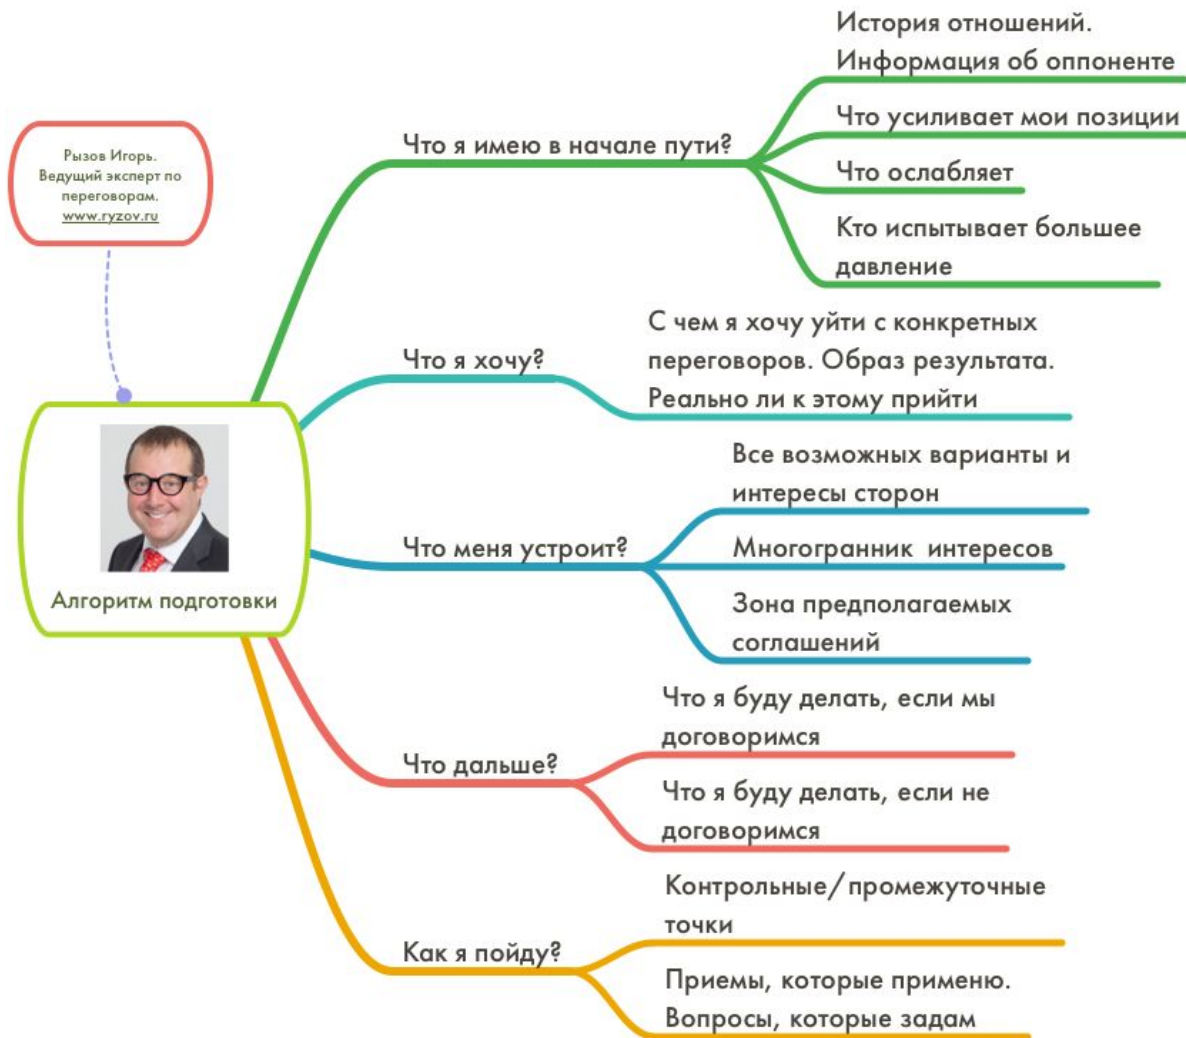 История отношений.
Информация об оппоненте
Что усиливает мои позиции
Что я имею в начале пути?
Что ослабляет
Кто испытывает большее
давление
Рызов Игорь.
Ведущий эксперт по
переговорам.
www.ryzov.ru
С чем я хочу уйти с конкретных
переговоров. Образ результата.
Реально ли к этому прийти
Что я хочу?
Все возможных варианты и
интересы сторон
Что меня устроит?
Многогранник интересов
Зона предполагаемых
соглашений
Алгоритм подготовки
Что я буду делать, если мы
договоримся
Что дальше?
Что я буду делать, если не
договоримся
Контрольные/промежуточные
точки
Как я пойду?
Приемы, которые применю.
Вопросы, которые задам